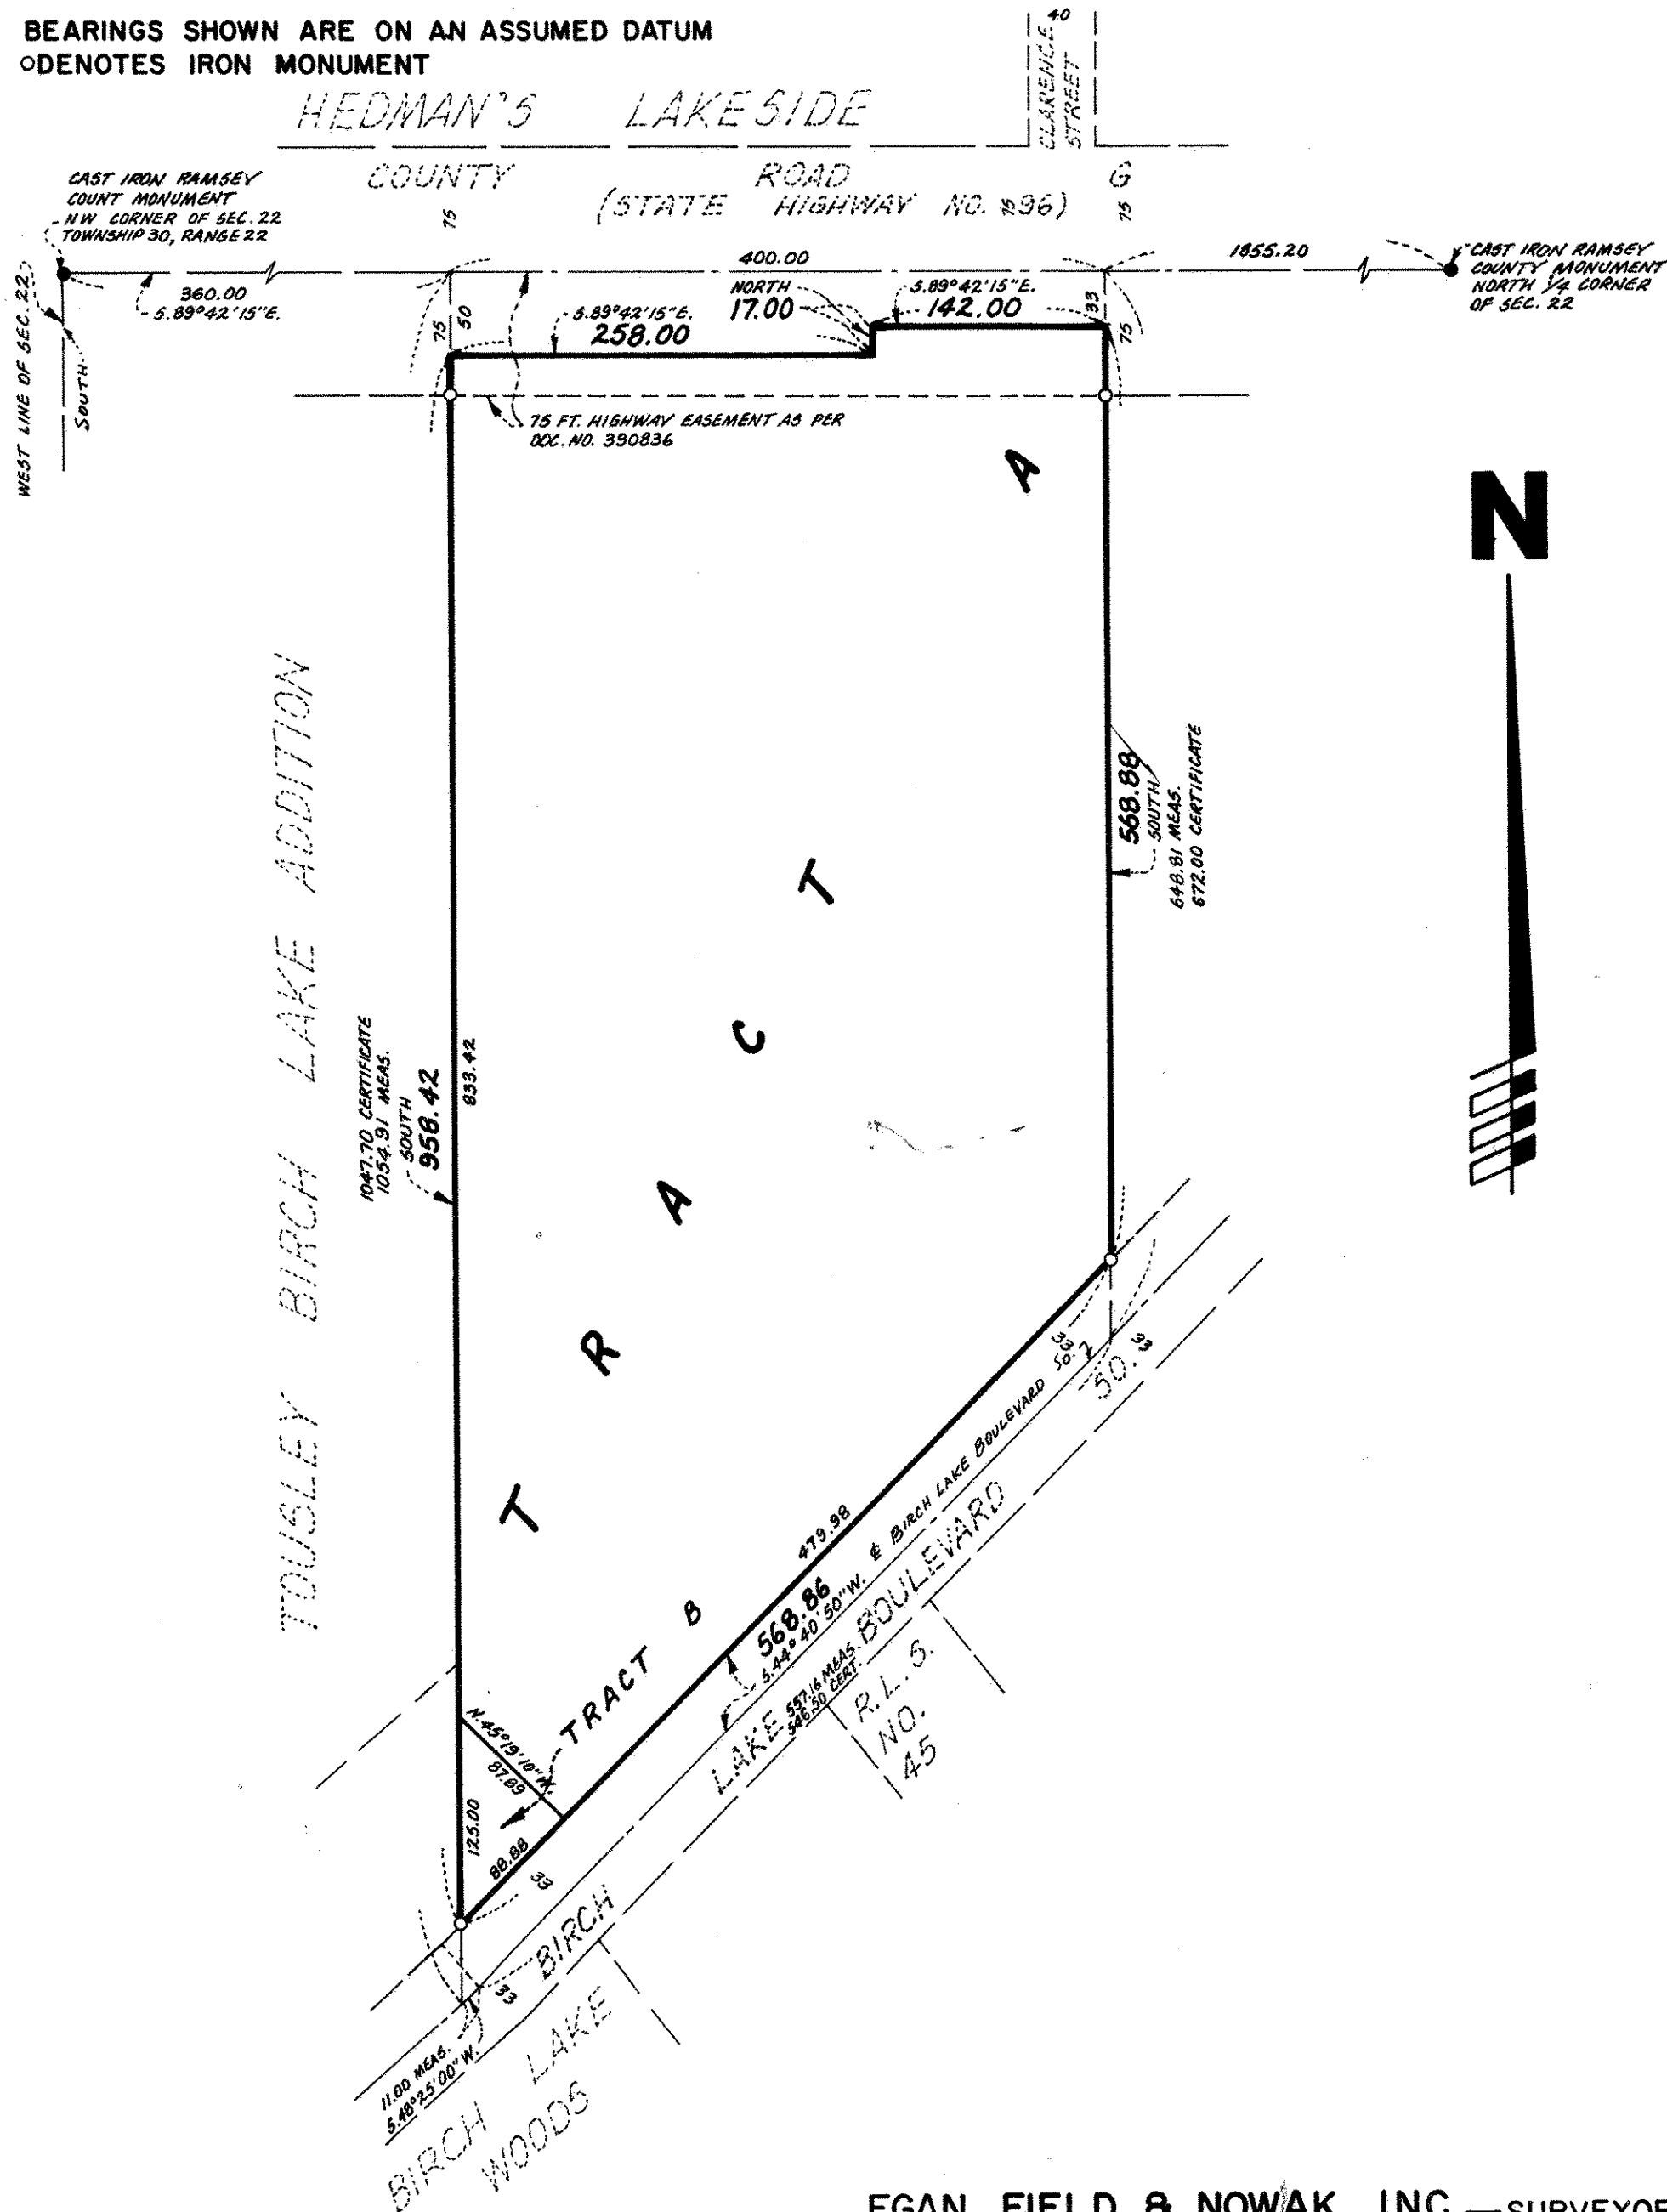 BEARINGS SHOWN ARE ON AN ASSUMED DATUM
DENOTES IRON MONUMENT
40
CLARENCE
STREET
HEDMAN'S LAKESIDE
COUNTY ROAD G
(STATE HIGHWAY NO. 96)
75
75
75
CAST IRON RAMSEY
COUNT MONUMENT
NW CORNER OF SEC. 22
TOWNSHIP 30, RANGE 22
CAST IRON RAMSEY
COUNTY MONUMENT
NORTH 1/4 CORNER
OF SEC. 22
360.00
S.89°42'15"E.
400.00
1855.20
WEST LINE OF SEC. 22
SOUTH
75
50
S.89°42'15"E.
258.00
NORTH
17.00
S.89°42'15"E.
142.00
33
75
75 FT. HIGHWAY EASEMENT AS PER
DOC. NO. 390836
N
TRACT A
TOUSLEY BIRCH LAKE ADDITION
1047.70 CERTIFICATE
1054.91 MEAS.
SOUTH
958.42
833.42
568.88
SOUTH
648.81 MEAS.
672.00 CERTIFICATE
479.98
568.86
S.44°40'50"W.
℄ BIRCH LAKE BOULEVARD
557.16 MEAS.
546.50 CERT.
33
50.2
33
50.
TRACT B
N.45°19'10"W.
87.89
125.00
88.88
33
33
BIRCH LAKE BOULEVARD
R.L.S.
NO.
45
11.00 MEAS.
S.48°25'00"W.
BIRCH LAKE
WOODS
EGAN, FIELD & NOWAK, INC.—SURVEYOR